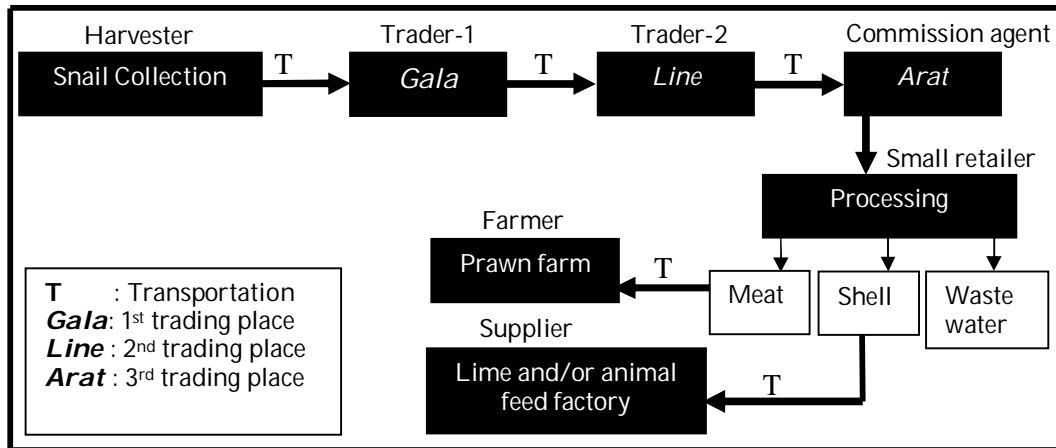 Harvester
Trader-1
Trader-2
Commission agent
Snail Collection
T
Gala
T
Line
T
Arat
Small retailer
Processing
Farmer
Prawn farm
T
Meat
Shell
Waste
water
Supplier
Lime and/or animal
feed factory
T
T : Transportation
Gala: 1st trading place
Line : 2nd trading place
Arat : 3rd trading place